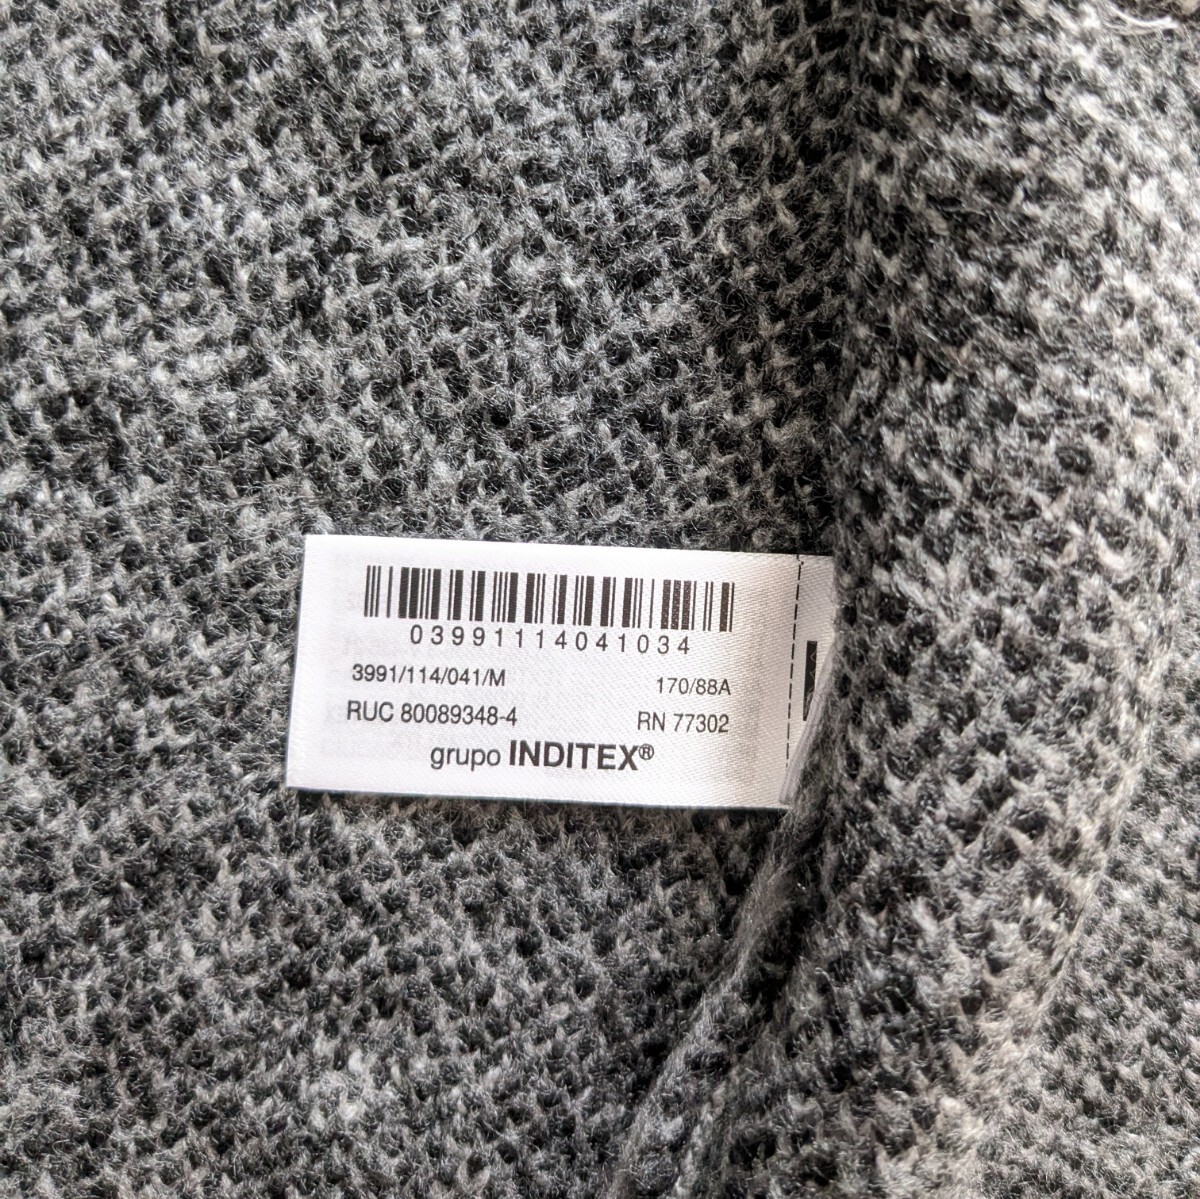 03991114041034
3991/114/041/M 170/88A
RUC 80089348-4 RN 77302
grupo INDITEX®